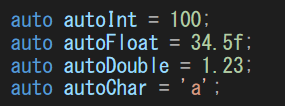 auto autoInt = 100;
auto autoFloat = 34.5f;
auto autoDouble = 1.23;
auto autoChar = 'a';